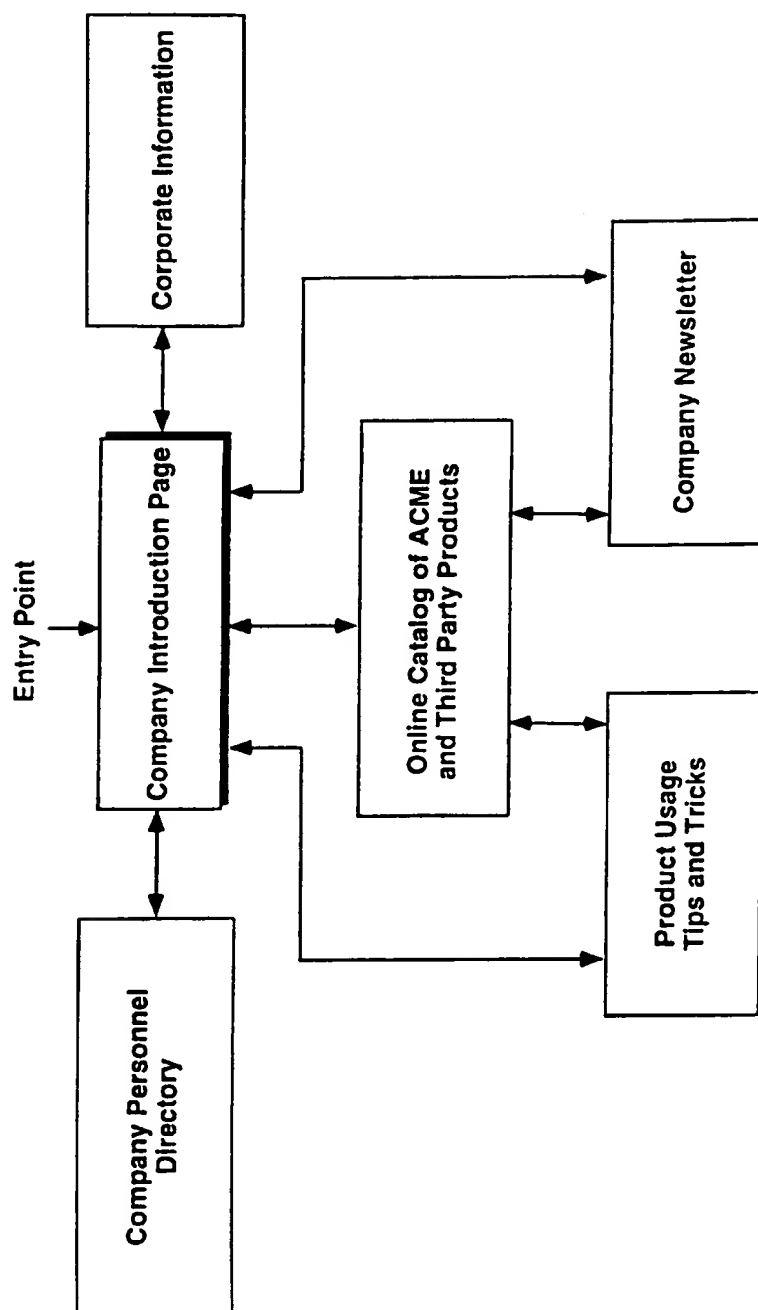 Entry Point
Company Personnel
Directory
Company Introduction Page
Corporate Information
Online Catalog of ACME
and Third Party Products
Product Usage
Tips and Tricks
Company Newsletter